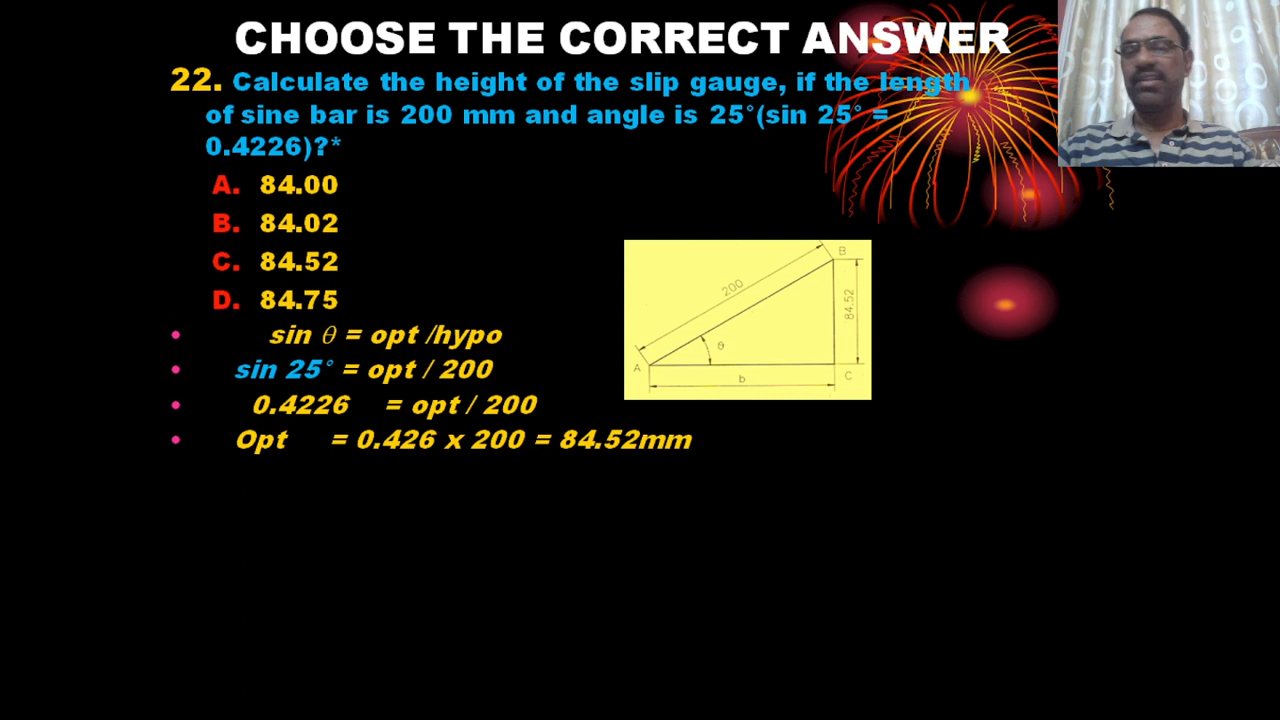 CHOOSE THE CORRECT ANSWER
22. Calculate the height of the slip gauge, if the length
of sine bar is 200 mm and angle is 25°(sin 25° =
0.4226)?*
A. 84.00
B. 84.02
C. 84.52
D. 84.75
• sin θ = opt /hypo
• sin 25° = opt / 200
• 0.4226 = opt / 200
• Opt = 0.426 x 200 = 84.52mm
B
200
84.52
θ
A
C
b